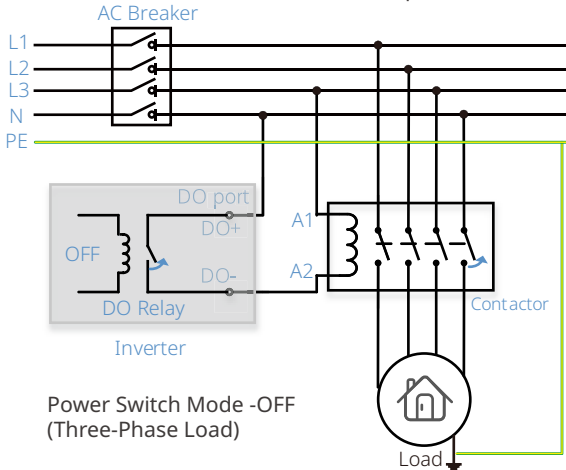 AC Breaker
L1
L2
L3
N
PE
DO port
DO+
A1
OFF
DO-
A2
DO Relay
Contactor
Inverter
Power Switch Mode -OFF
(Three-Phase Load)
Load